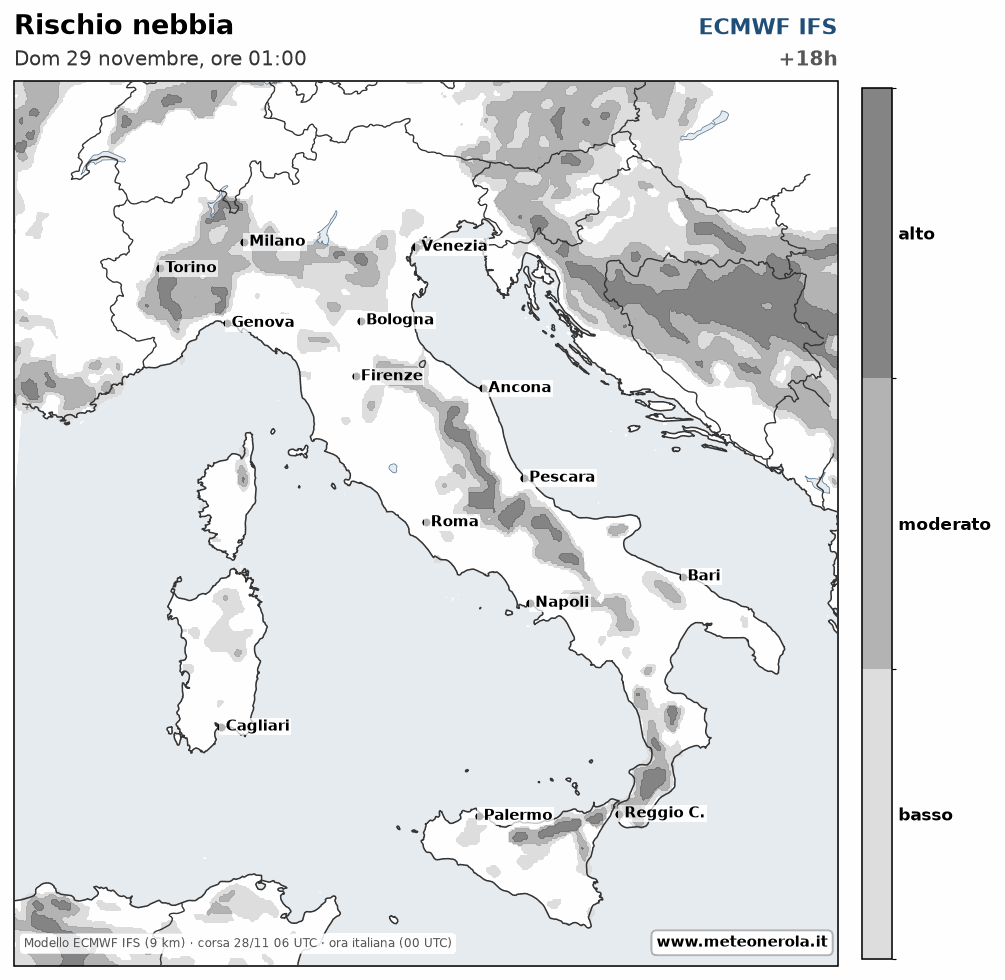 Rischio nebbia
ECMWF IFS
Dom 29 novembre, ore 01:00
+18h
Milano
Venezia
Torino
Genova
Bologna
Firenze
Ancona
Pescara
Roma
Bari
Napoli
Cagliari
Palermo
Reggio C.
alto
moderato
basso
Modello ECMWF IFS (9 km) · corsa 28/11 06 UTC · ora italiana (00 UTC)
www.meteonerola.it